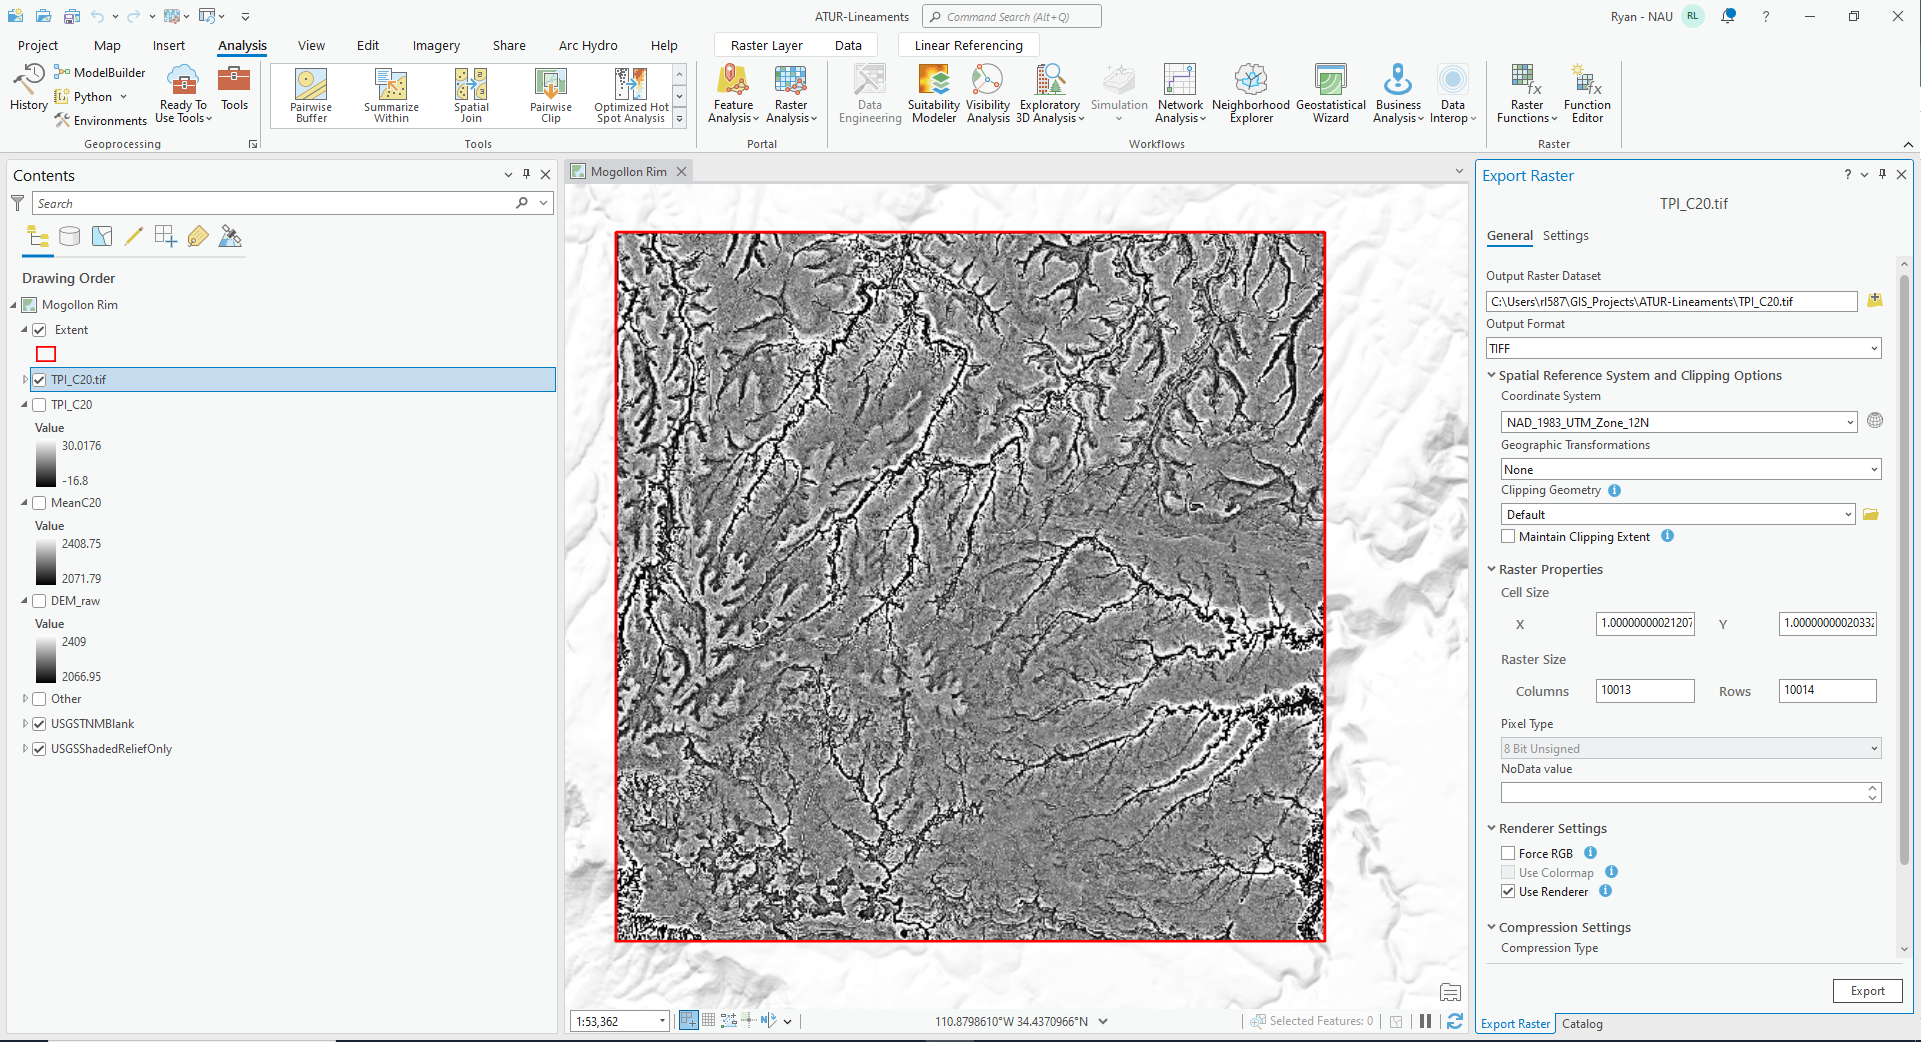 ATUR-Lineaments
Command Search (Alt+Q)
Ryan - NAU
RL
?
Project
Map
Insert
Analysis
View
Edit
Imagery
Share
Arc Hydro
Help
Raster Layer
Data
Linear Referencing
History
ModelBuilder
Python
Environments
Ready To
Use Tools
Tools
Geoprocessing
Pairwise
Buffer
Summarize
Within
Spatial
Join
Pairwise
Clip
Optimized Hot
Spot Analysis
Tools
Feature
Analysis
Raster
Analysis
Portal
Data
Engineering
Suitability
Modeler
Visibility
Analysis
Exploratory
3D Analysis
Simulation
Network
Analysis
Neighborhood
Explorer
Geostatistical
Wizard
Business
Analysis
Data
Interop
Workflows
Raster
Functions
Function
Editor
Raster
Contents
Search
Drawing Order
Mogollon Rim
Extent
TPI_C20.tif
TPI_C20
Value
30.0176
-16.8
MeanC20
Value
2408.75
2071.79
DEM_raw
Value
2409
2066.95
Other
USGSTNMBlank
USGSShadedReliefOnly
Mogollon Rim
1:53,362
110.8798610°W 34.4370966°N
Selected Features: 0
Export Raster
?
TPI_C20.tif
General
Settings
Output Raster Dataset
C:\Users\rl587\GIS_Projects\ATUR-Lineaments\TPI_C20.tif
Output Format
TIFF
Spatial Reference System and Clipping Options
Coordinate System
NAD_1983_UTM_Zone_12N
Geographic Transformations
None
Clipping Geometry
Default
Maintain Clipping Extent
Raster Properties
Cell Size
X 1.00000000021207 Y 1.00000000020332
Raster Size
Columns 10013 Rows 10014
Pixel Type
8 Bit Unsigned
NoData value
Renderer Settings
Force RGB
Use Colormap
Use Renderer
Compression Settings
Compression Type
Export
Export Raster
Catalog